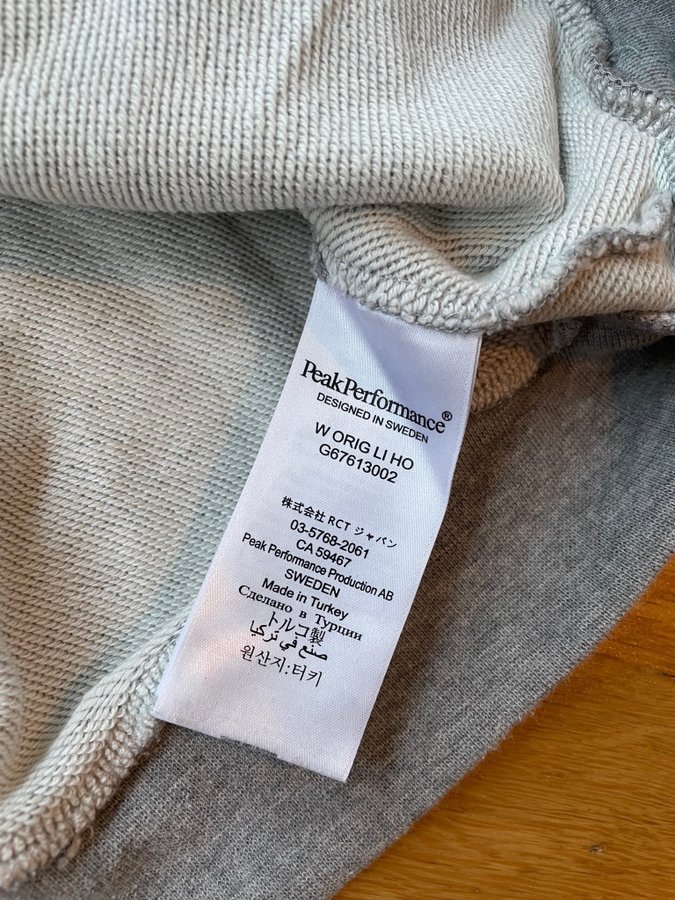 PeakPerformance®
DESIGNED IN SWEDEN
W ORIG LI HO
G67613002
株式会社 RCT ジャパン
03-5768-2061
CA 59467
Peak Performance Production AB
SWEDEN
Made in Turkey
Сделано в Турции
トルコ製
صنع في تركيا
원산지:터키